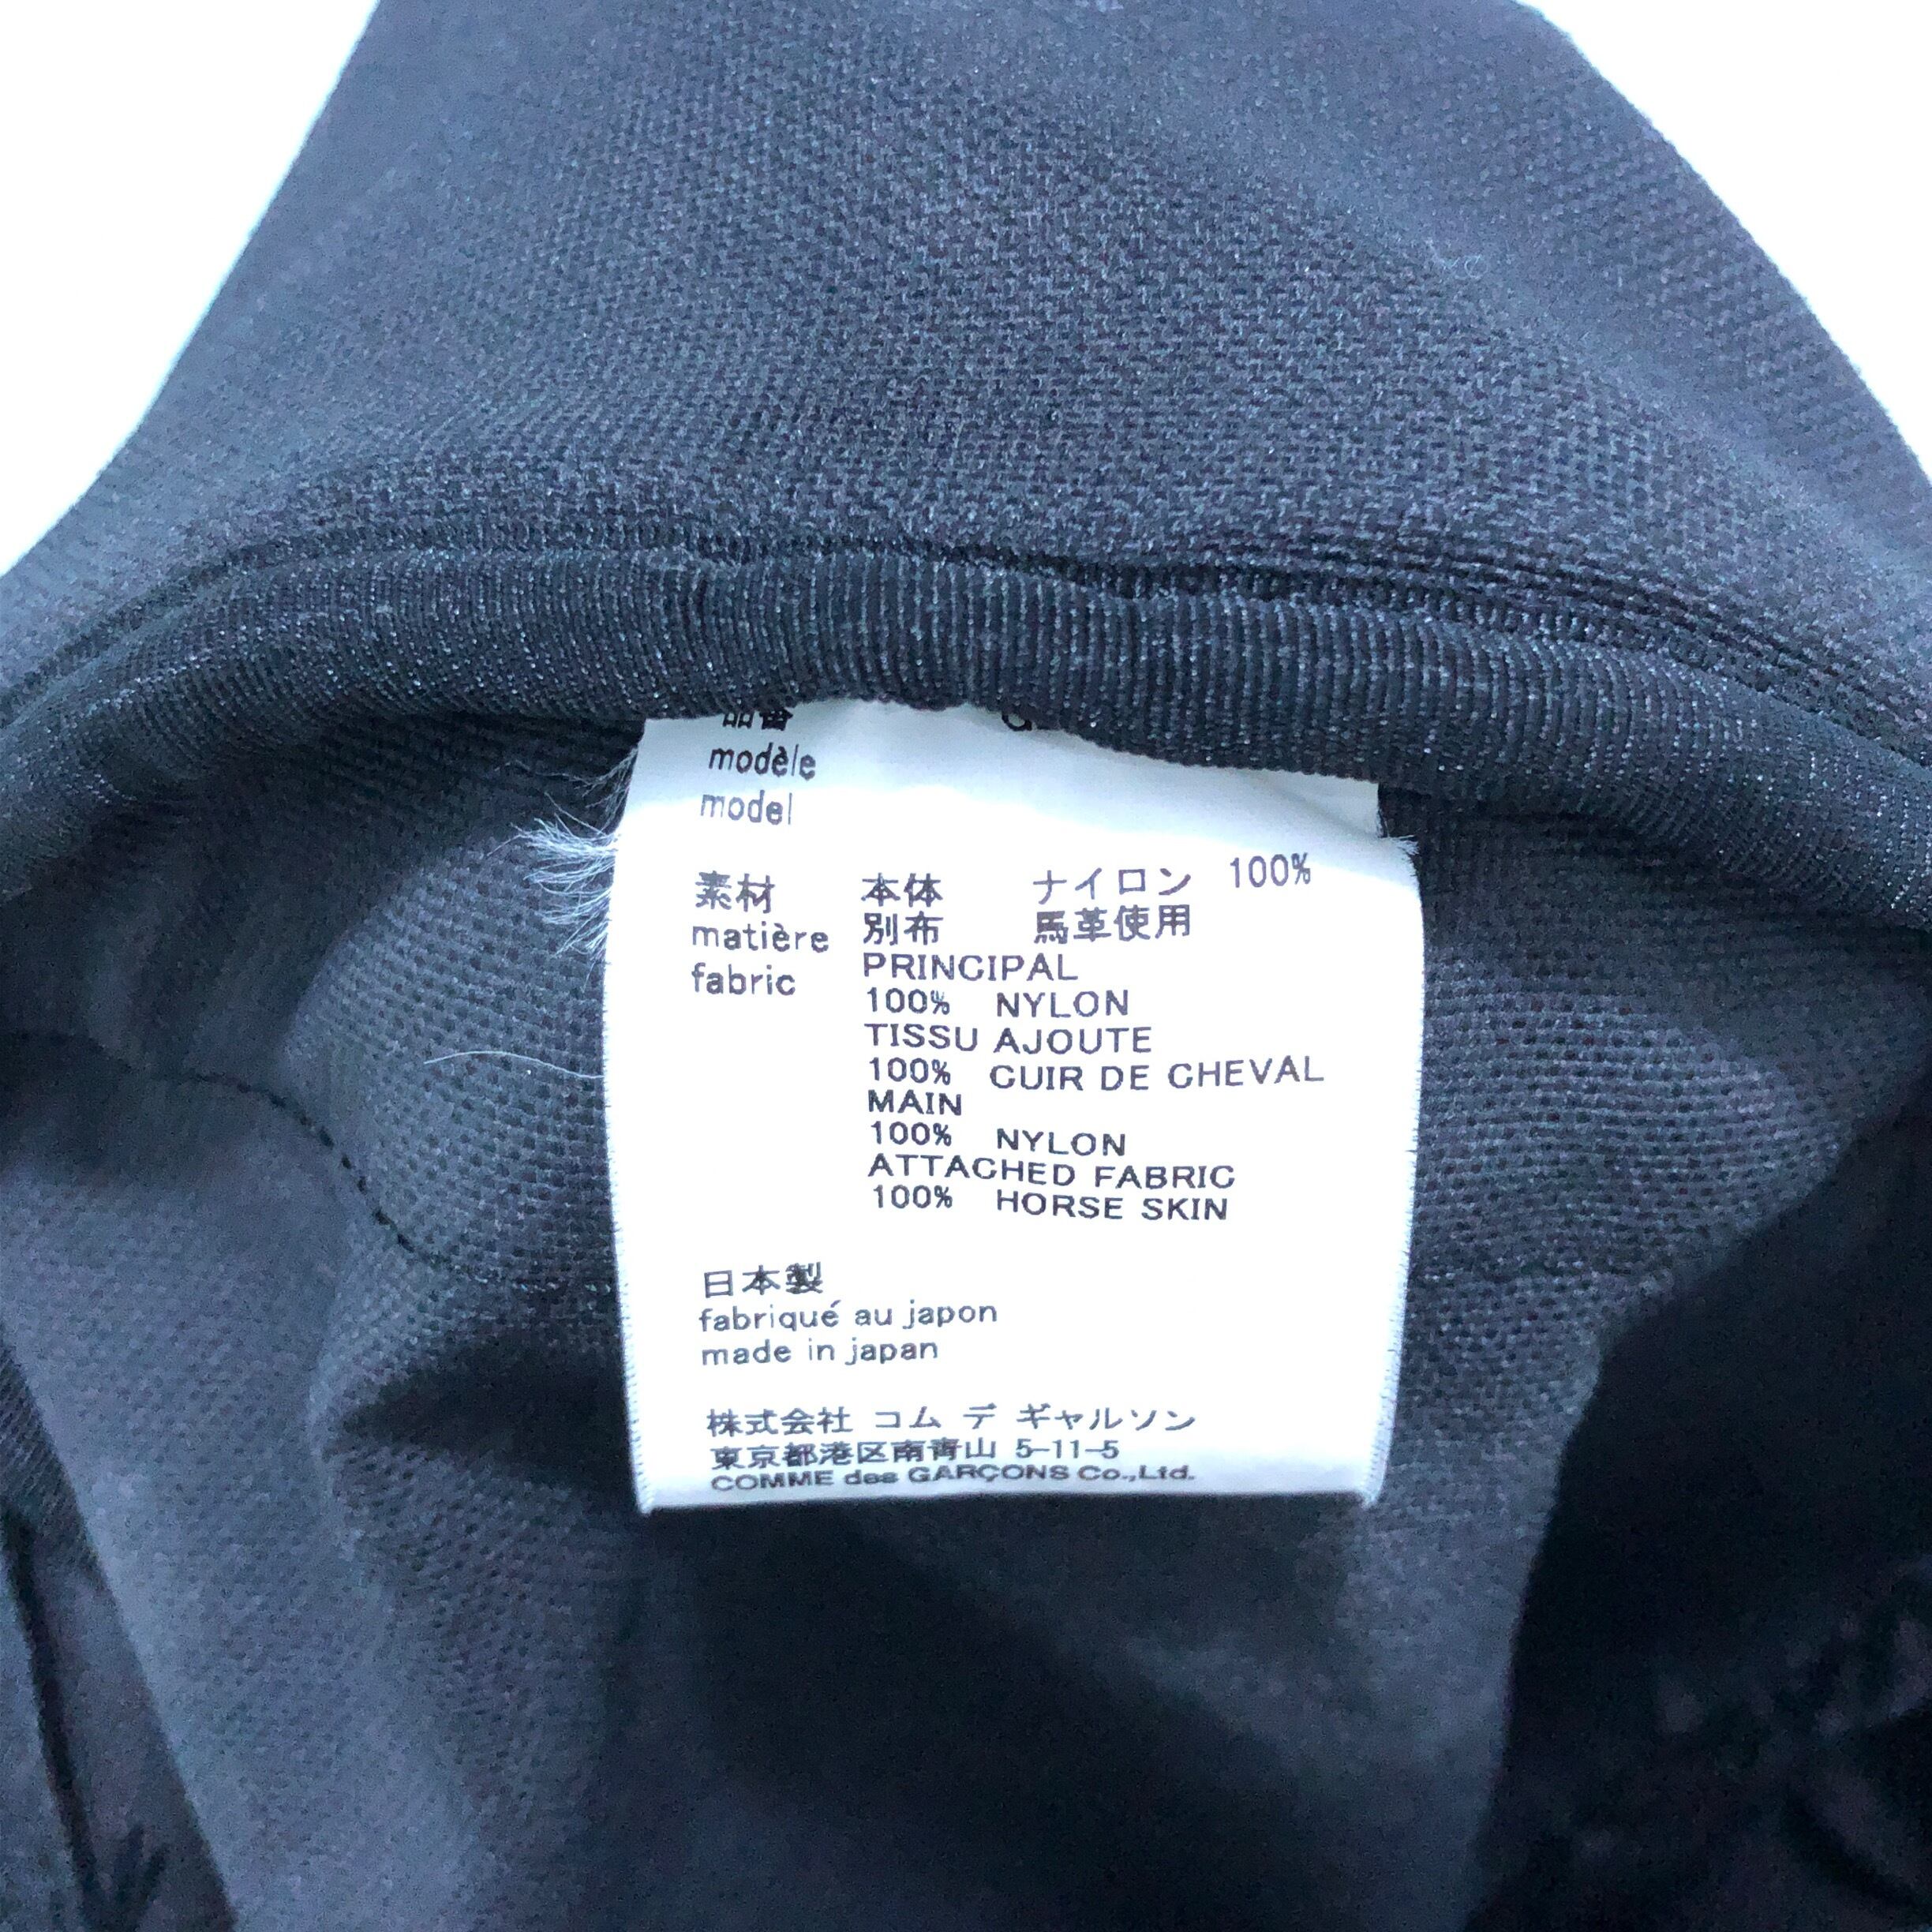 品番
modèle
model
素材 本体 ナイロン 100%
matière 別布 馬革使用
fabric PRINCIPAL
100% NYLON
TISSU AJOUTE
100% CUIR DE CHEVAL
MAIN
100% NYLON
ATTACHED FABRIC
100% HORSE SKIN
日本製
fabriqué au japon
made in japan
株式会社 コム デ ギャルソン
東京都港区南青山 5-11-5
COMME des GARÇONS Co.,Ltd.